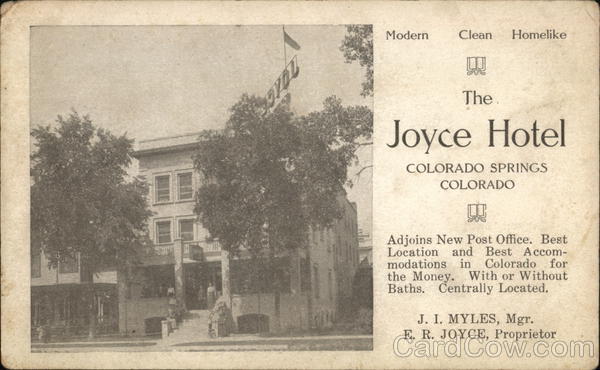 Modern Clean Homelike
The
Joyce Hotel
COLORADO SPRINGS
COLORADO
Adjoins New Post Office. Best
Location and Best Accom-
modations in Colorado for
the Money. With or Without
Baths. Centrally Located.
J. I. MYLES, Mgr.
E. R. JOYCE, Proprietor
JOYCE
CardCow.com